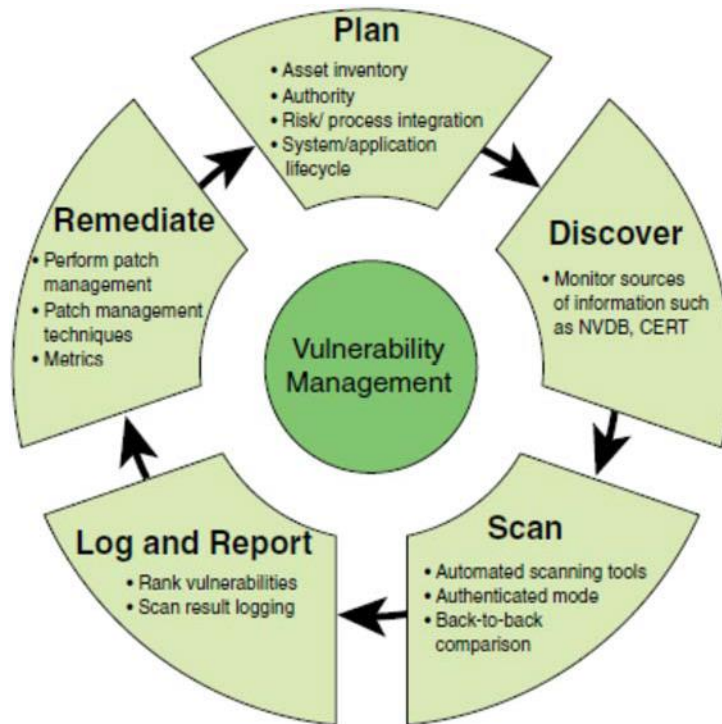 Plan
• Asset inventory
• Authority
• Risk/ process integration
• System/application
lifecycle
Discover
• Monitor sources
of information such
as NVDB, CERT
Scan
• Automated scanning tools
• Authenticated mode
• Back-to-back
comparison
Log and Report
• Rank vulnerabilities
• Scan result logging
Remediate
• Perform patch
management
• Patch management
techniques
• Metrics
Vulnerability
Management